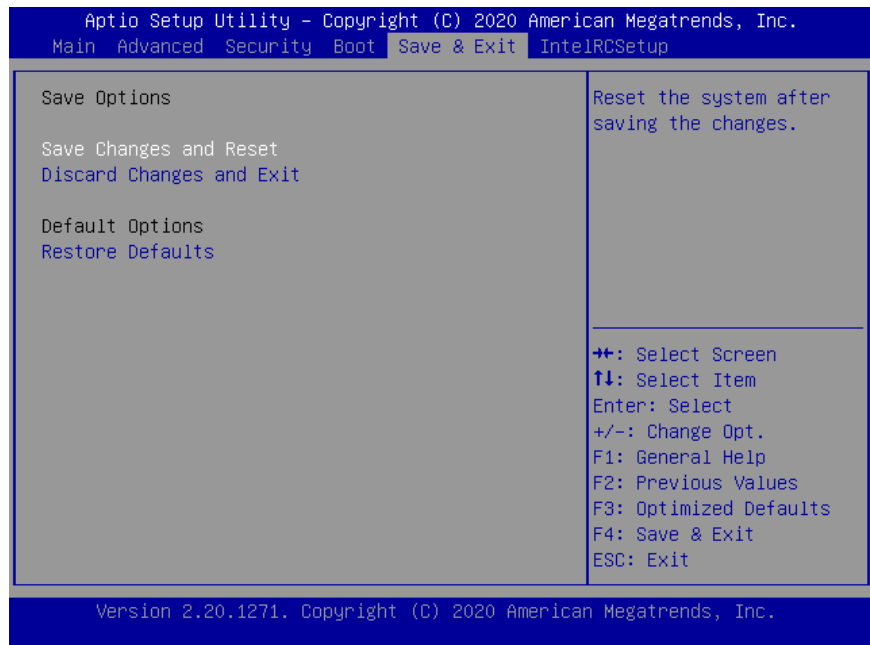 Aptio Setup Utility – Copyright (C) 2020 American Megatrends, Inc.
Main Advanced Security Boot Save & Exit IntelRCSetup
Save Options
Save Changes and Reset
Discard Changes and Exit
Default Options
Restore Defaults
Reset the system after
saving the changes.
→←: Select Screen
↑↓: Select Item
Enter: Select
+/-: Change Opt.
F1: General Help
F2: Previous Values
F3: Optimized Defaults
F4: Save & Exit
ESC: Exit
Version 2.20.1271. Copyright (C) 2020 American Megatrends, Inc.